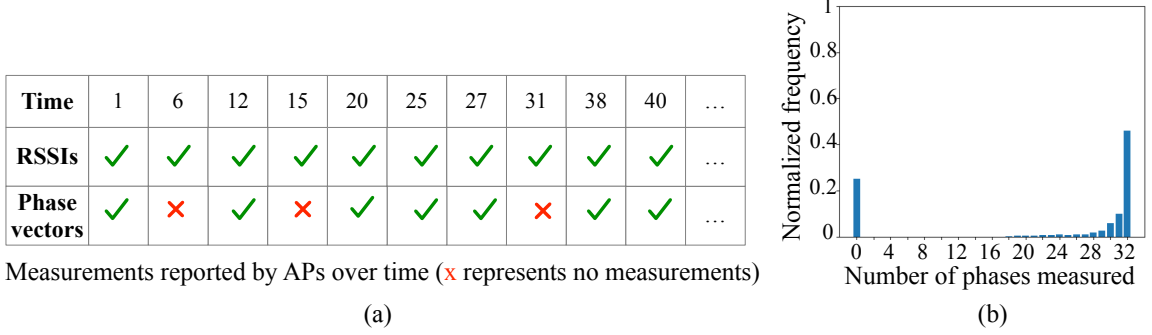 Time 1 6 12 15 20 25 27 31 38 40 ...
RSSIs ...
Phase
vectors ...
Measurements reported by APs over time (x represents no measurements)
(a)
Normalized frequency
1
0.8
0.6
0.4
0.2
0
0 4 8 12 16 20 24 28 32
Number of phases measured
(b)